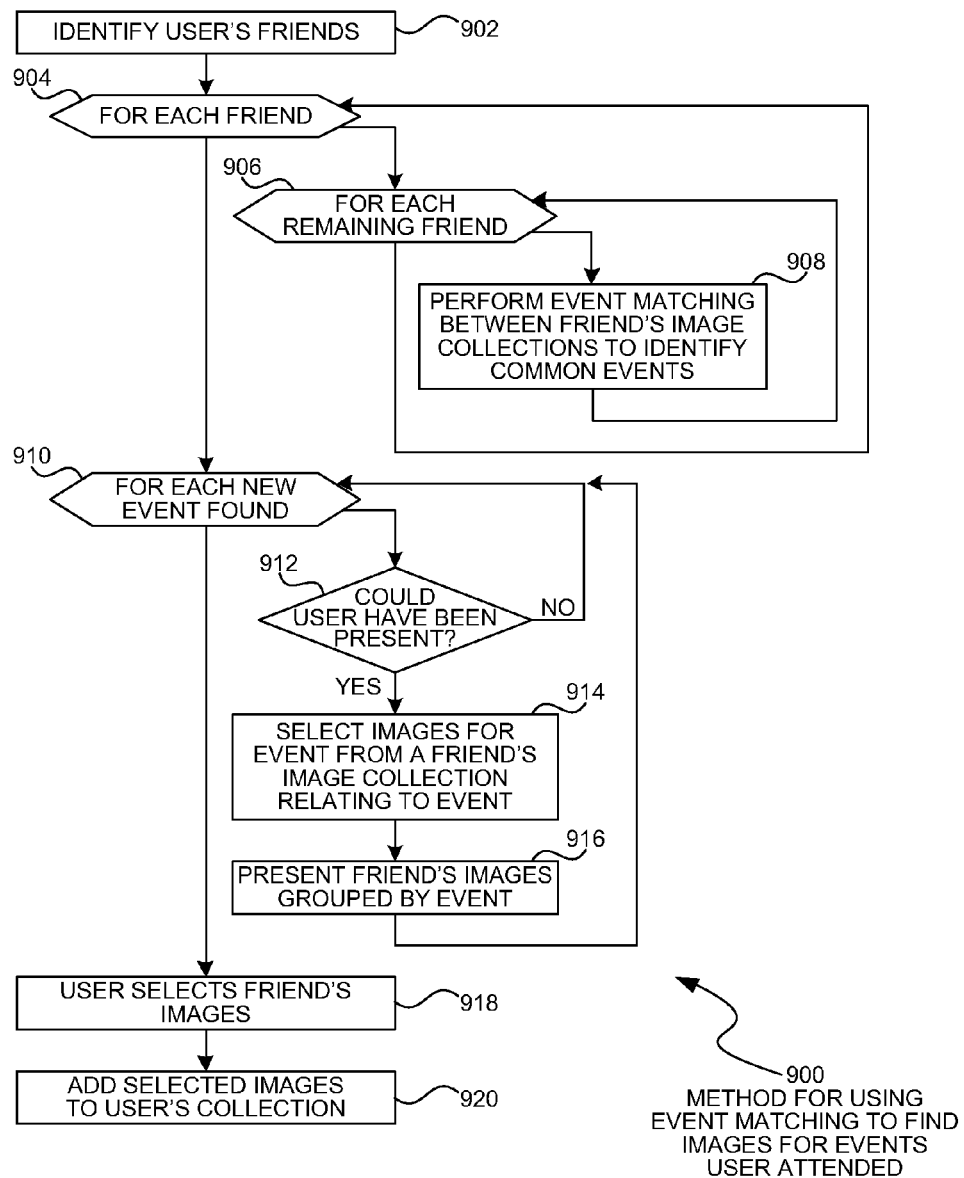 IDENTIFY USER'S FRIENDS
902
904
FOR EACH FRIEND
906
FOR EACH
REMAINING FRIEND
908
PERFORM EVENT MATCHING
BETWEEN FRIEND'S IMAGE
COLLECTIONS TO IDENTIFY
COMMON EVENTS
910
FOR EACH NEW
EVENT FOUND
912
COULD
USER HAVE BEEN
PRESENT?
NO
YES
914
SELECT IMAGES FOR
EVENT FROM A FRIEND'S
IMAGE COLLECTION
RELATING TO EVENT
916
PRESENT FRIEND'S IMAGES
GROUPED BY EVENT
USER SELECTS FRIEND'S
IMAGES
918
ADD SELECTED IMAGES
TO USER'S COLLECTION
920
900
METHOD FOR USING
EVENT MATCHING TO FIND
IMAGES FOR EVENTS
USER ATTENDED